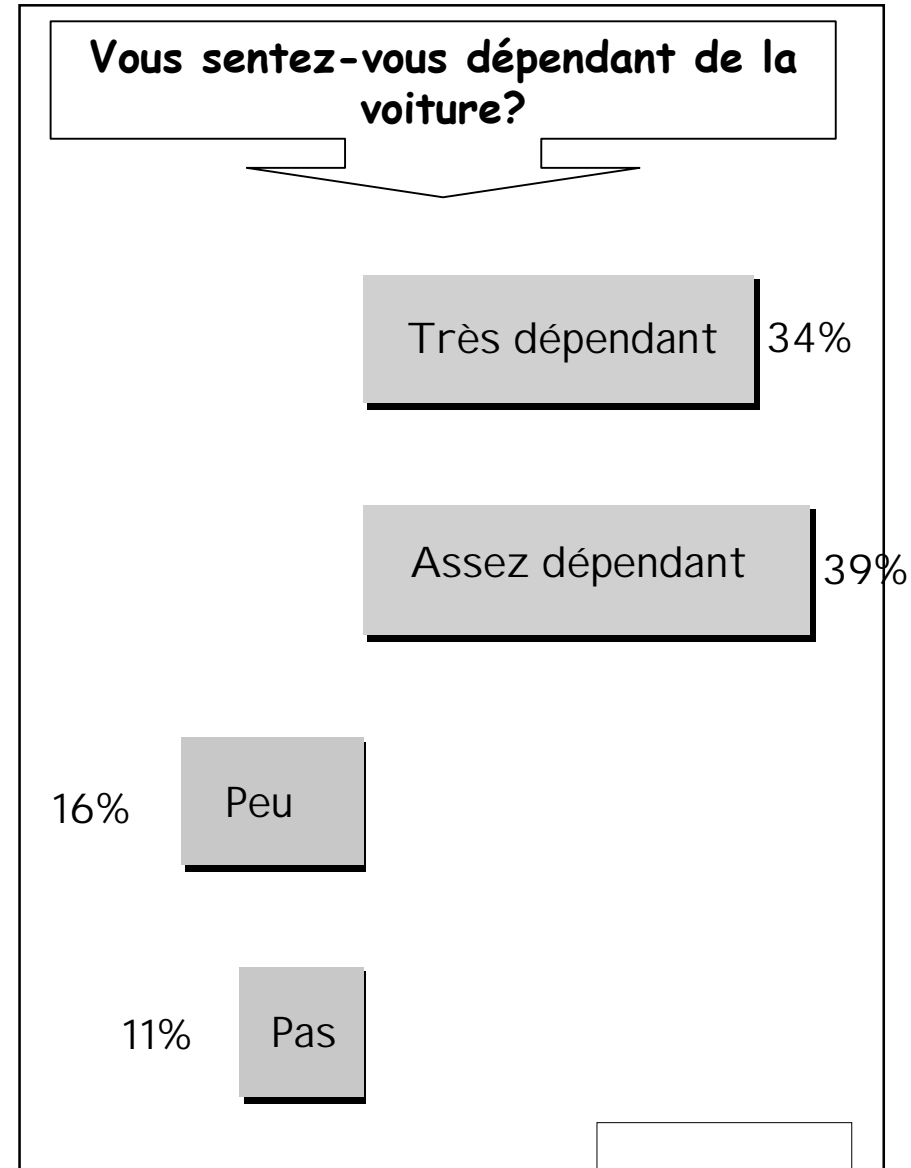 Vous sentez-vous dépendant de la
voiture?
Très dépendant 34%
Assez dépendant 39%
16% Peu
11% Pas